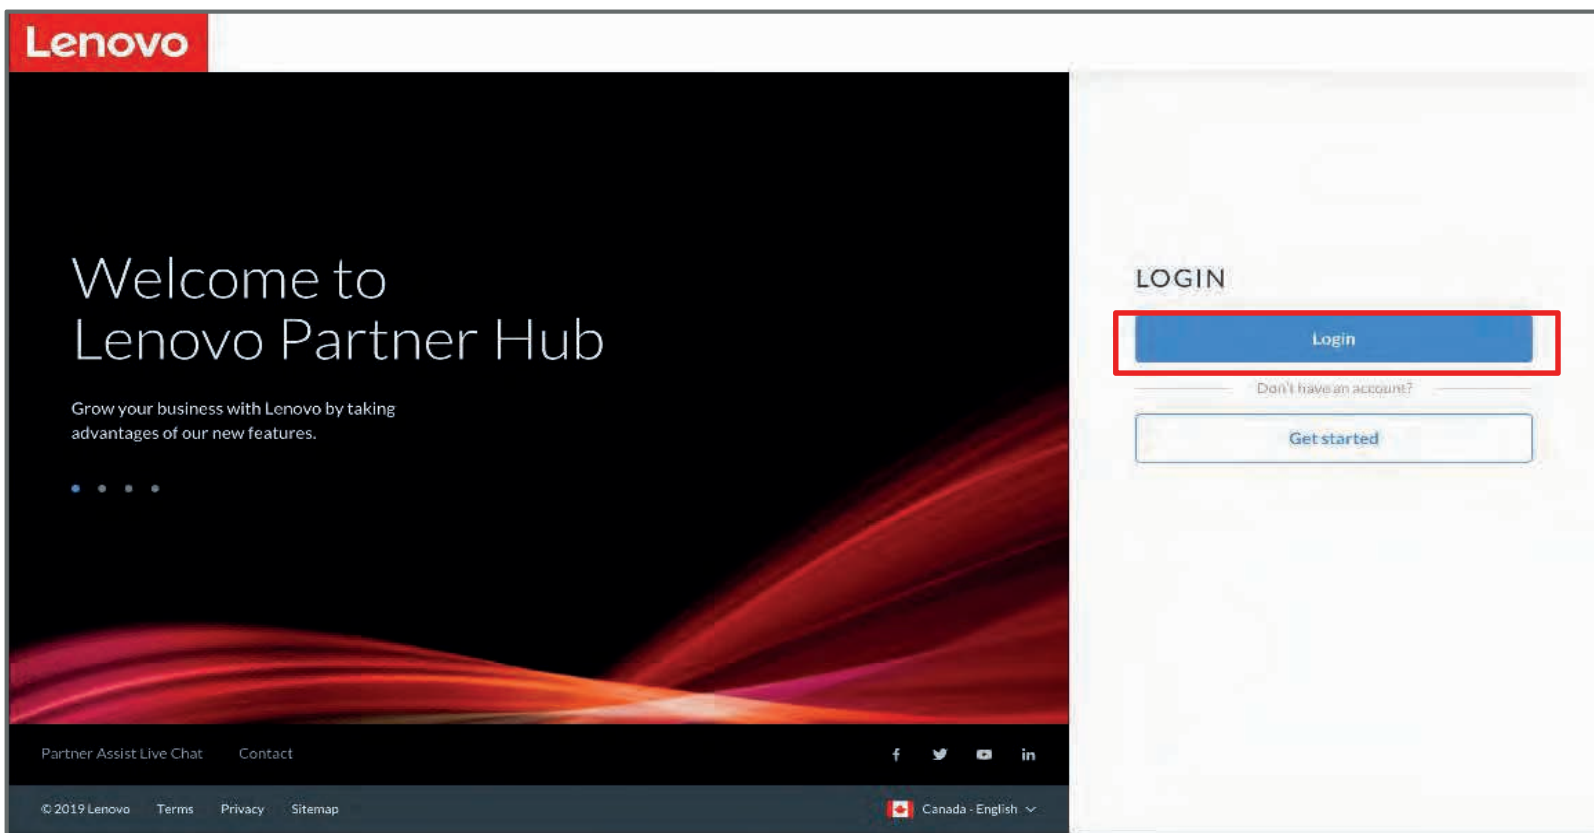 Lenovo
Welcome to
Lenovo Partner Hub
Grow your business with Lenovo by taking
advantages of our new features.
LOGIN
Login
Don't have an account?
Get started
Partner Assist Live Chat Contact
f in
© 2019 Lenovo Terms Privacy Sitemap
Canada - English